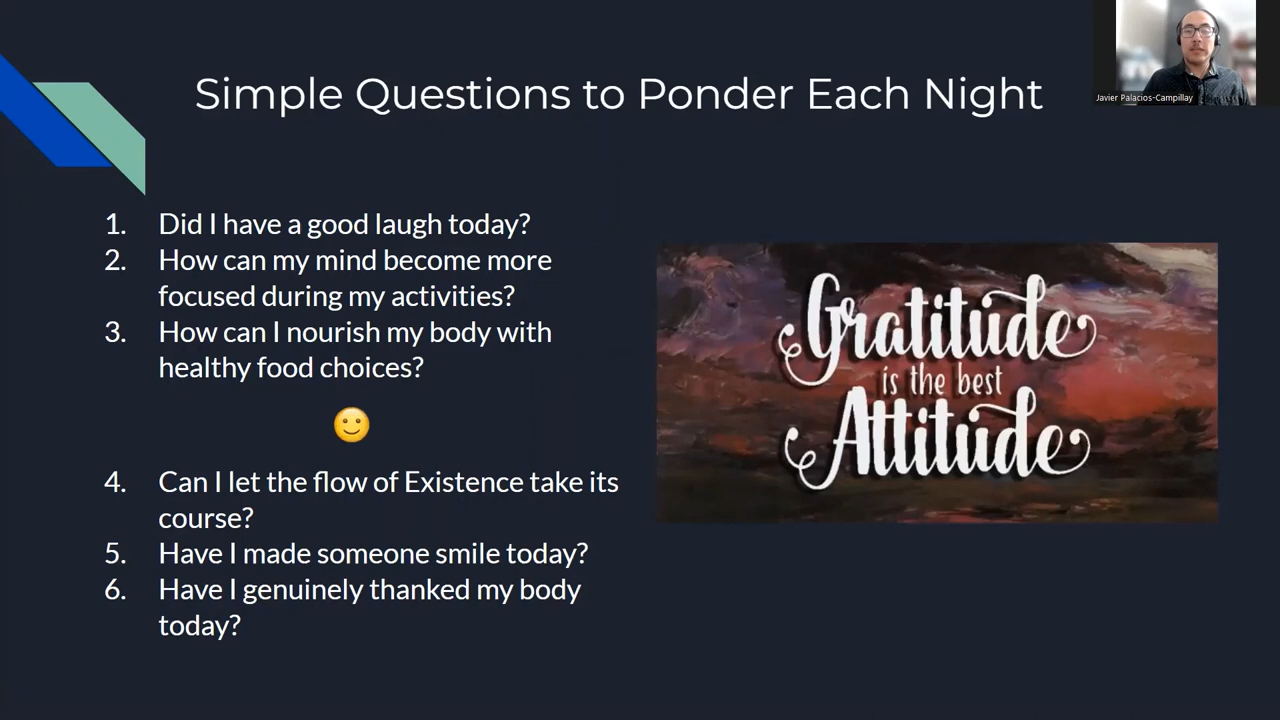 Simple Questions to Ponder Each Night
Javier Palacios-Campillay
1. Did I have a good laugh today?
2. How can my mind become more
focused during my activities?
3. How can I nourish my body with
healthy food choices?
4. Can I let the flow of Existence take its
course?
5. Have I made someone smile today?
6. Have I genuinely thanked my body
today?
Gratitude
is the best
Attitude